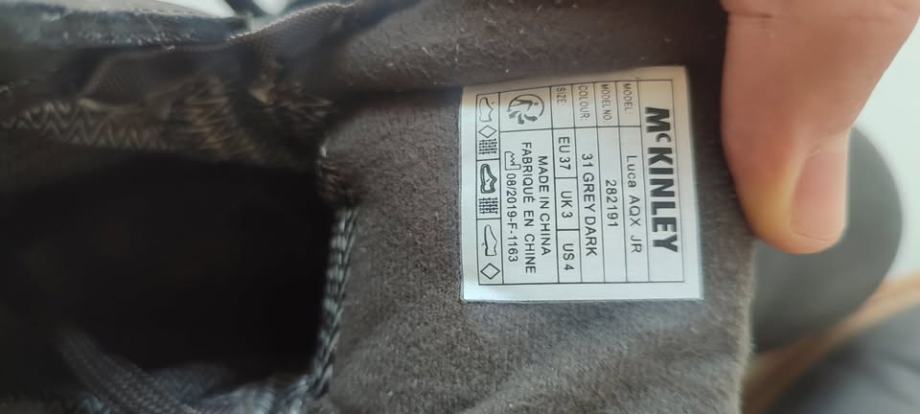 McKINLEY
MODEL: Luca AQX JR
MODEL NO. 282191
COLOUR: 31 GREY DARK
SIZE: EU 37 UK 3 US 4
MADE IN CHINA
FABRIQUÉ EN CHINE
08/2019-F-1163